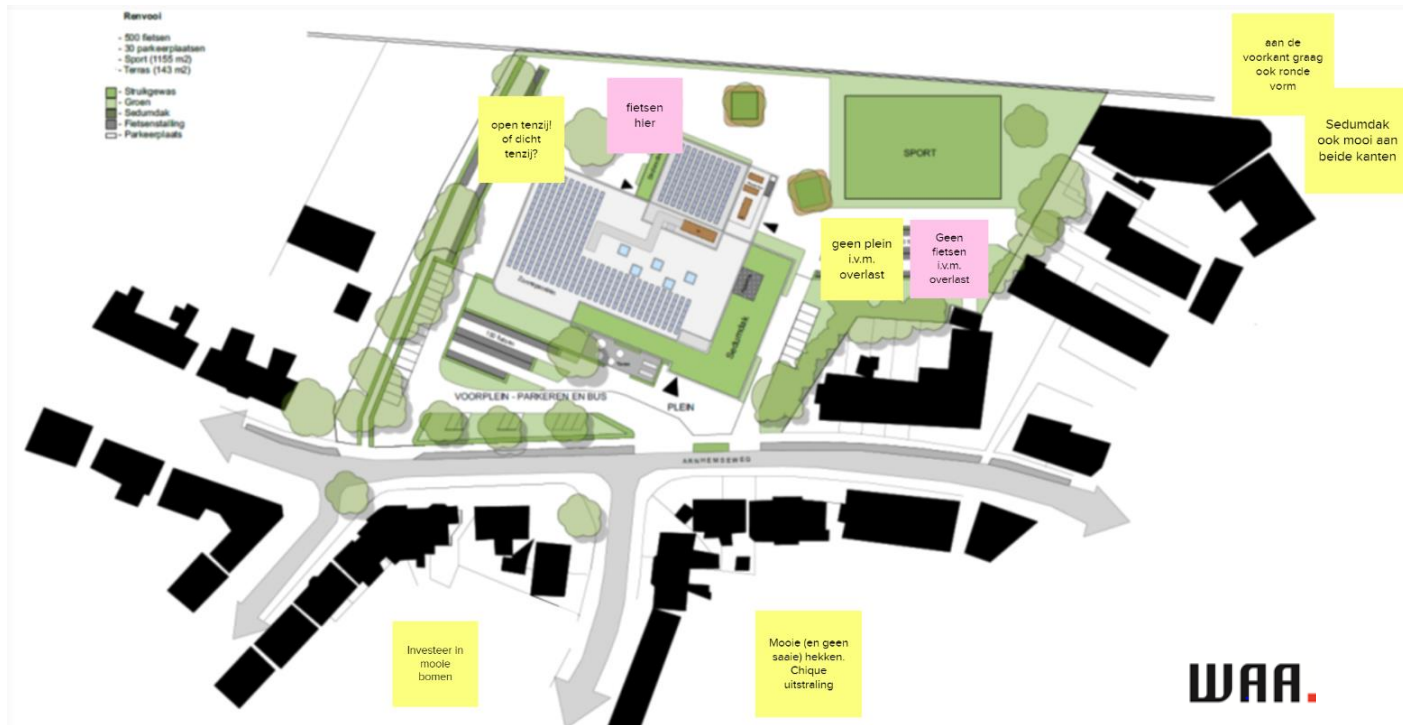 Renvooi
- 500 fietsen
- 30 parkeerplaatsen
- Sport (1155 m2)
- Terras (143 m2)
- Struikgewas
- Groen
- Sedumdak
- Fietsenstalling
- Parkeerplaats
aan de
voorkant graag
ook ronde
vorm
Sedumdak
ook mooi aan
beide kanten
open tenzij!
of dicht
tenzij?
fietsen
hier
SPORT
geen plein
i.v.m.
overlast
Geen
fietsen
i.v.m.
overlast
Sedumdak
VOORPLEIN - PARKEREN EN BUS
PLEIN
ARNHEMSEWEG
Investeer in
mooie
bomen
Mooie (en geen
saaie) hekken.
Chique
uitstraling
WAA.